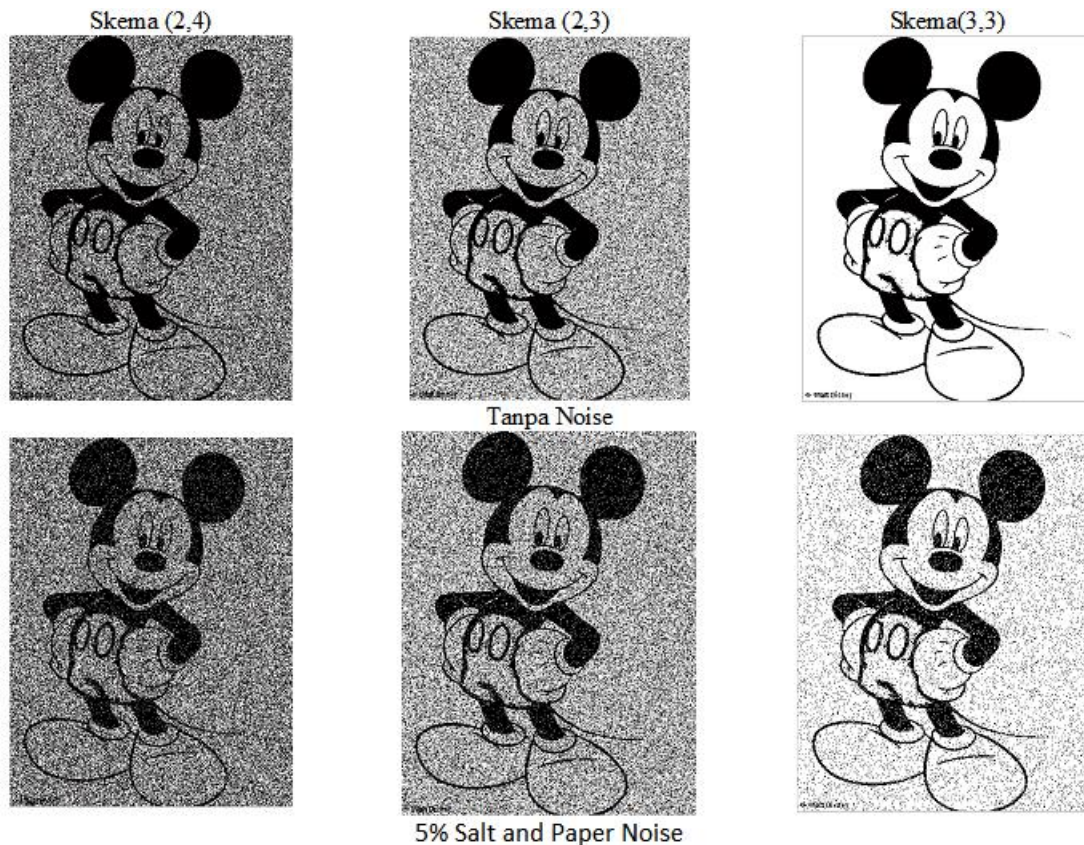 Skema (2,4)
Skema (2,3)
Skema(3,3)
Tanpa Noise
5% Salt and Paper Noise